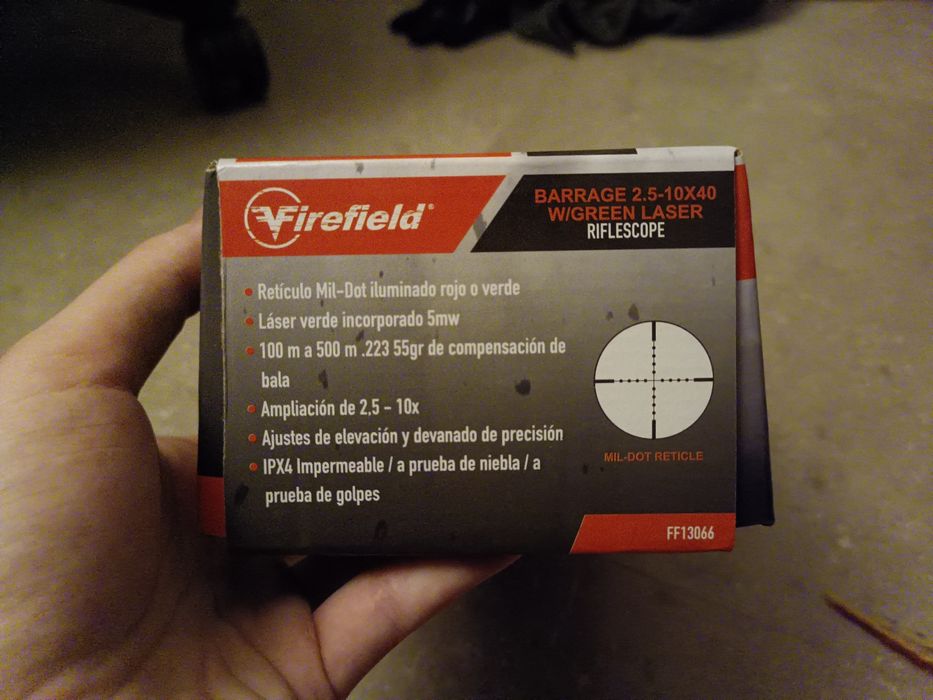 Firefield®
BARRAGE 2.5-10X40
W/GREEN LASER
RIFLESCOPE
• Retículo Mil-Dot iluminado rojo o verde
• Láser verde incorporado 5mw
• 100 m a 500 m .223 55gr de compensación de
bala
• Ampliación de 2,5 - 10x
• Ajustes de elevación y devanado de precisión
• IPX4 Impermeable / a prueba de niebla / a
prueba de golpes
MIL-DOT RETICLE
FF13066